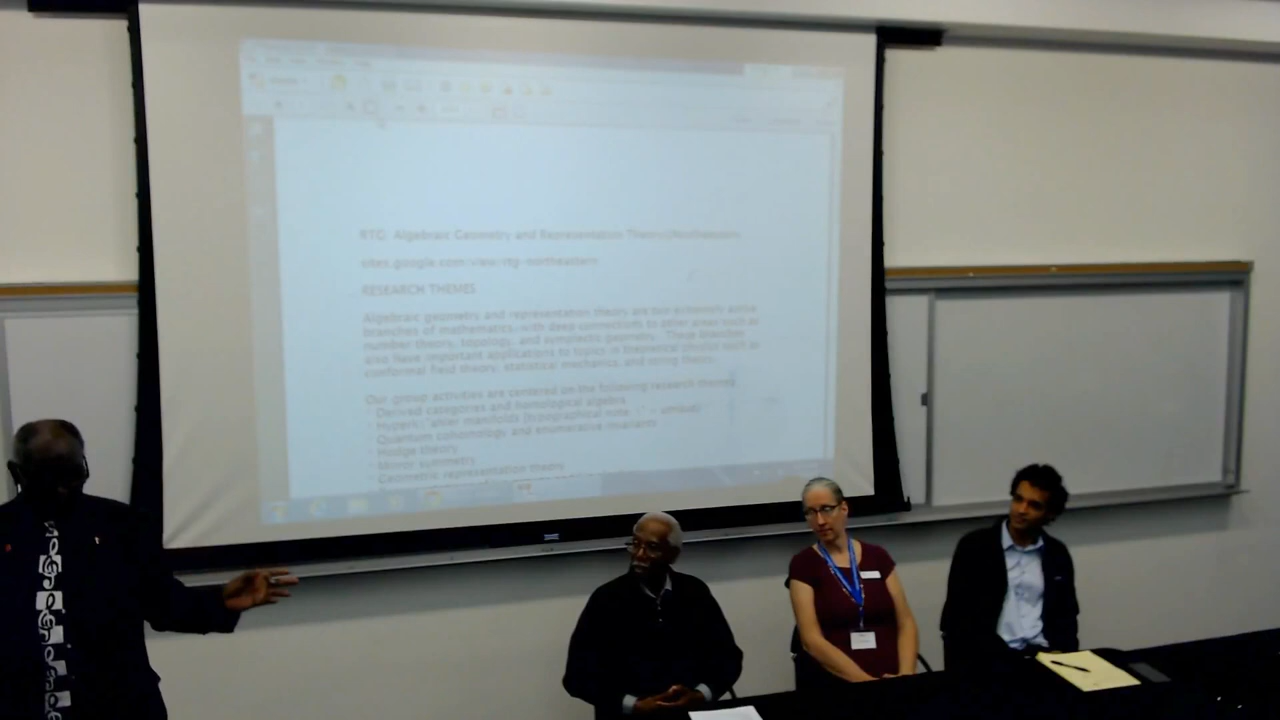 RTG: Algebraic Geometry and Representation Theory@Northeastern
sites.google.com/view/rtg-northeastern
RESEARCH THEMES
Algebraic geometry and representation theory are two extremely active
branches of mathematics, with deep connections to other areas such as
number theory, topology, and symplectic geometry. These branches
also have important applications to topics in theoretical physics such as
conformal field theory, statistical mechanics, and string theory.
Our group activities are centered on the following research themes:
Derived categories and homological algebra
manifolds (typographical note:
Quantum cohomology and enumerative invariants
Hodge theory
Mirror symmetry
Geometric representation theory